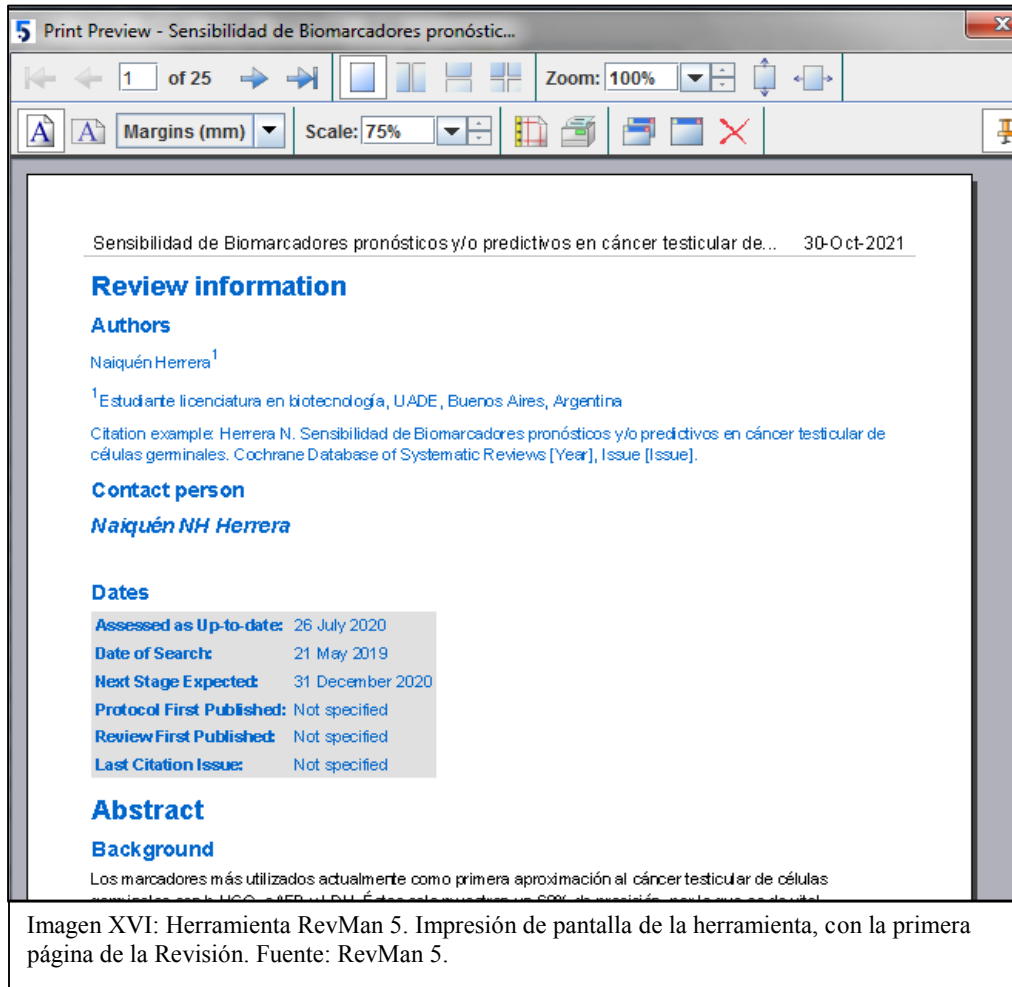 5 Print Preview - Sensibilidad de Biomarcadores pronóstic...
1 of 25 Zoom: 100%
A A Margins (mm) Scale: 75%
Sensibilidad de Biomarcadores pronósticos y/o predictivos en cáncer testicular de... 30-Oct-2021
Review information
Authors
Naiquén Herrera1
1Estudiante licenciatura en biotecnología, UADE, Buenos Aires, Argentina
Citation example: Herrera N. Sensibilidad de Biomarcadores pronósticos y/o predictivos en cáncer testicular de
células germinales. Cochrane Database of Systematic Reviews [Year], Issue [Issue].
Contact person
Naiquén NH Herrera
Dates
Assessed as Up-to-date: 26 July 2020
Date of Search: 21 May 2019
Next Stage Expected: 31 December 2020
Protocol First Published: Not specified
Review First Published: Not specified
Last Citation Issue: Not specified
Abstract
Background
Los marcadores más utilizados actualmente como primera aproximación al cáncer testicular de células
Imagen XVI: Herramienta RevMan 5. Impresión de pantalla de la herramienta, con la primera
página de la Revisión. Fuente: RevMan 5.